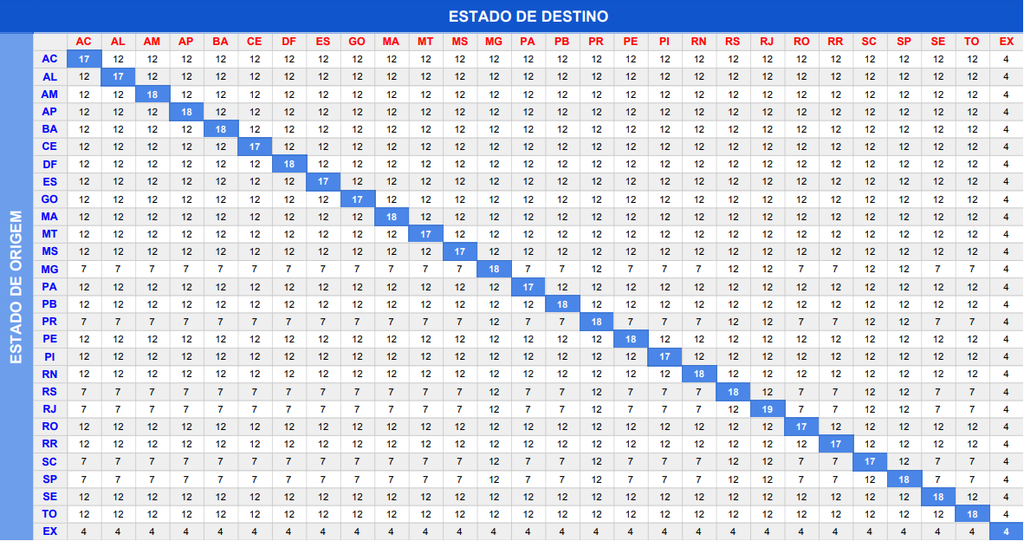 ESTADO DE DESTINO
ESTADO DE ORIGEM
AC AL AM AP BA CE DF ES GO MA MT MS MG PA PB PR PE PI RN RS RJ RO RR SC SP SE TO EX
AC 17 12 12 12 12 12 12 12 12 12 12 12 12 12 12 12 12 12 12 12 12 12 12 12 12 12 12 4
AL 12 17 12 12 12 12 12 12 12 12 12 12 12 12 12 12 12 12 12 12 12 12 12 12 12 12 12 4
AM 12 12 18 12 12 12 12 12 12 12 12 12 12 12 12 12 12 12 12 12 12 12 12 12 12 12 12 4
AP 12 12 12 18 12 12 12 12 12 12 12 12 12 12 12 12 12 12 12 12 12 12 12 12 12 12 12 4
BA 12 12 12 12 18 12 12 12 12 12 12 12 12 12 12 12 12 12 12 12 12 12 12 12 12 12 12 4
CE 12 12 12 12 12 17 12 12 12 12 12 12 12 12 12 12 12 12 12 12 12 12 12 12 12 12 12 4
DF 12 12 12 12 12 12 18 12 12 12 12 12 12 12 12 12 12 12 12 12 12 12 12 12 12 12 12 4
ES 12 12 12 12 12 12 12 17 12 12 12 12 12 12 12 12 12 12 12 12 12 12 12 12 12 12 12 4
GO 12 12 12 12 12 12 12 12 17 12 12 12 12 12 12 12 12 12 12 12 12 12 12 12 12 12 12 4
MA 12 12 12 12 12 12 12 12 12 18 12 12 12 12 12 12 12 12 12 12 12 12 12 12 12 12 12 4
MT 12 12 12 12 12 12 12 12 12 12 17 12 12 12 12 12 12 12 12 12 12 12 12 12 12 12 12 4
MS 12 12 12 12 12 12 12 12 12 12 12 17 12 12 12 12 12 12 12 12 12 12 12 12 12 12 12 4
MG 7 7 7 7 7 7 7 7 7 7 7 7 18 7 7 12 7 7 7 12 12 7 7 12 12 7 7 4
PA 12 12 12 12 12 12 12 12 12 12 12 12 12 17 12 12 12 12 12 12 12 12 12 12 12 12 12 4
PB 12 12 12 12 12 12 12 12 12 12 12 12 12 12 18 12 12 12 12 12 12 12 12 12 12 12 12 4
PR 7 7 7 7 7 7 7 7 7 7 7 7 12 7 7 18 7 7 7 12 12 7 7 12 12 7 7 4
PE 12 12 12 12 12 12 12 12 12 12 12 12 12 12 12 12 18 12 12 12 12 12 12 12 12 12 12 4
PI 12 12 12 12 12 12 12 12 12 12 12 12 12 12 12 12 12 17 12 12 12 12 12 12 12 12 12 4
RN 12 12 12 12 12 12 12 12 12 12 12 12 12 12 12 12 12 12 18 12 12 12 12 12 12 12 12 4
RS 7 7 7 7 7 7 7 7 7 7 7 7 12 7 7 12 7 7 7 18 12 7 7 12 12 7 7 4
RJ 7 7 7 7 7 7 7 7 7 7 7 7 12 7 7 12 7 7 7 12 19 7 7 12 12 7 7 4
RO 12 12 12 12 12 12 12 12 12 12 12 12 12 12 12 12 12 12 12 12 12 17 12 12 12 12 12 4
RR 12 12 12 12 12 12 12 12 12 12 12 12 12 12 12 12 12 12 12 12 12 12 17 12 12 12 12 4
SC 7 7 7 7 7 7 7 7 7 7 7 7 12 7 7 12 7 7 7 12 12 7 7 17 12 7 7 4
SP 7 7 7 7 7 7 7 7 7 7 7 7 12 7 7 12 7 7 7 12 12 7 7 12 18 7 7 4
SE 12 12 12 12 12 12 12 12 12 12 12 12 12 12 12 12 12 12 12 12 12 12 12 12 12 18 12 4
TO 12 12 12 12 12 12 12 12 12 12 12 12 12 12 12 12 12 12 12 12 12 12 12 12 12 12 18 4
EX 4 4 4 4 4 4 4 4 4 4 4 4 4 4 4 4 4 4 4 4 4 4 4 4 4 4 4 4